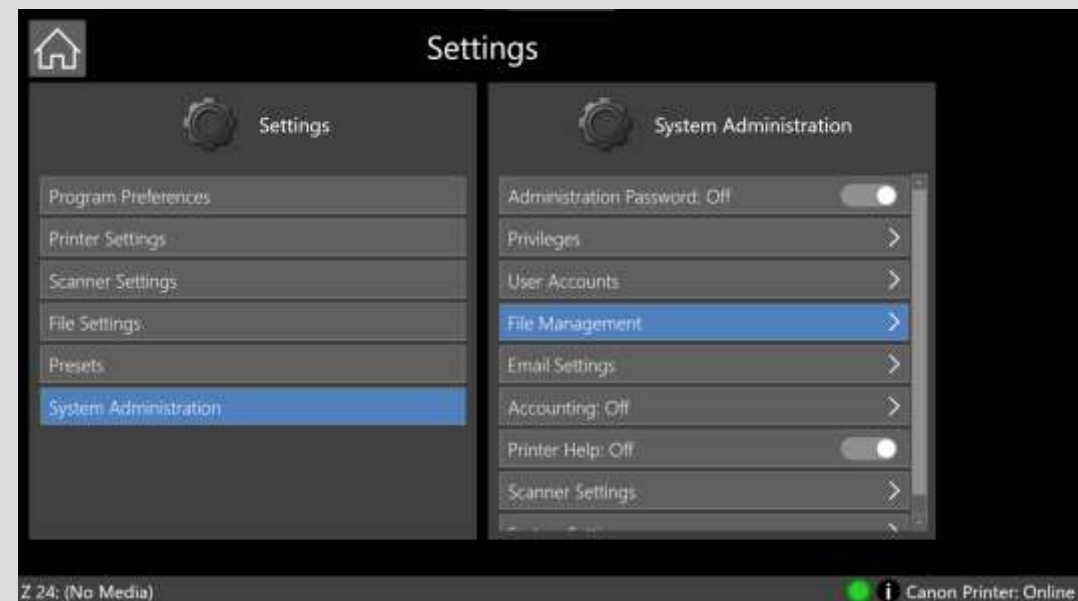 Settings
Settings
Program Preferences
Printer Settings
Scanner Settings
File Settings
Presets
System Administration
System Administration
Administration Password: Off
Privileges
User Accounts
File Management
Email Settings
Accounting: Off
Printer Help: Off
Scanner Settings
Z 24: (No Media)
Canon Printer: Online